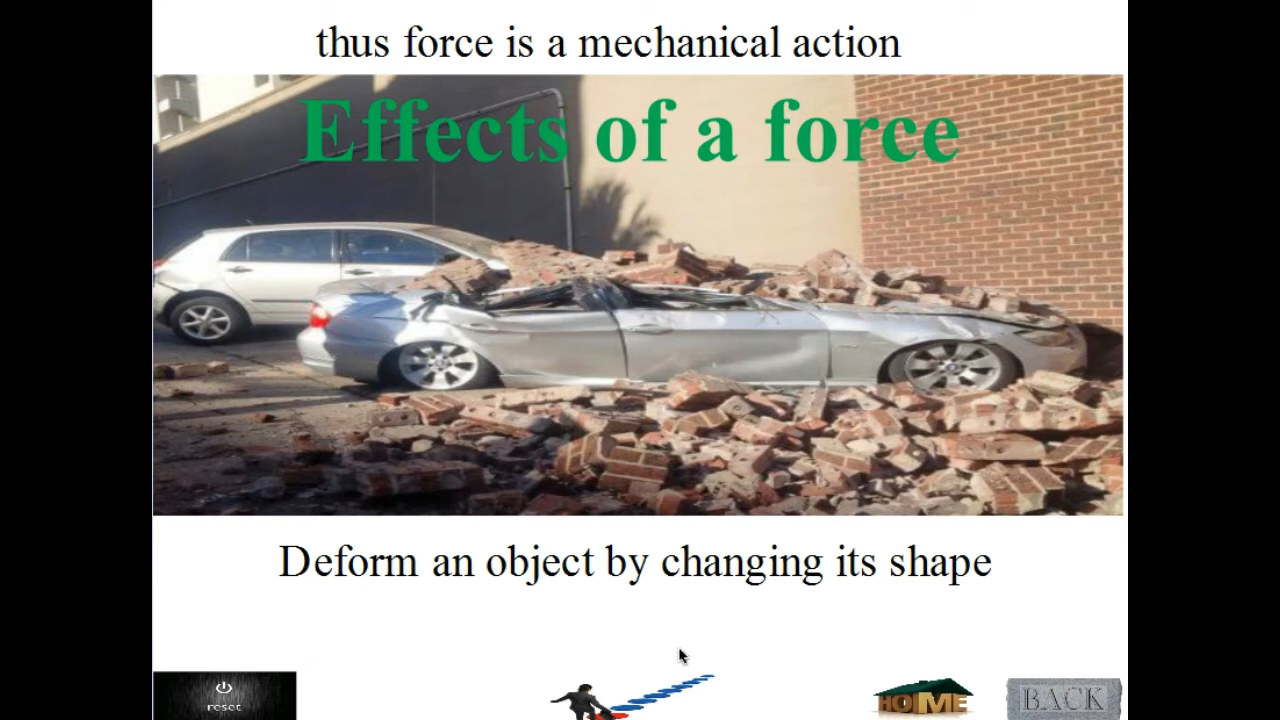 thus force is a mechanical action
Effects of a force
Deform an object by changing its shape
reset
HOME
BACK